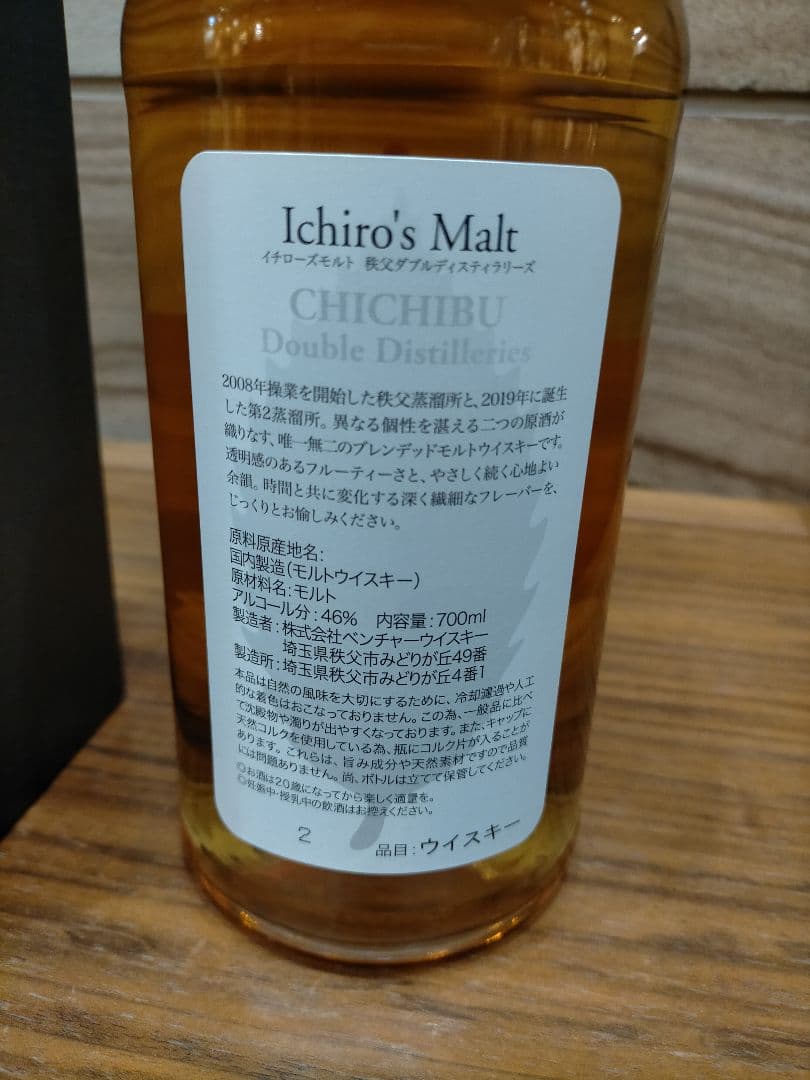 Ichiro's Malt
イチローズモルト 秩父ダブルディスティラリーズ
CHICHIBU
Double Distilleries
2008年操業を開始した秩父蒸溜所と、2019年に誕生
した第2蒸溜所。異なる個性を湛える二つの原酒が
織りなす、唯一無二のブレンデッドモルトウイスキーです。
透明感のあるフルーティーさと、やさしく続く心地よい
余韻。時間と共に変化する深く繊細なフレーバーを、
じっくりとお愉しみください。
原料原産地名:
国内製造(モルトウイスキー)
原材料名:モルト
アルコール分:46% 内容量:700ml
製造者:株式会社ベンチャーウイスキー
埼玉県秩父市みどりが丘49番
製造所:埼玉県秩父市みどりが丘4番1
本品は自然の風味を大切にするために、冷却濾過や人工
的な着色はおこなっておりません。この為、一般品に比べ
て沈殿物や濁りが出やすくなっております。また、キャップに
天然コルクを使用している為、瓶にコルク片が入ることが
あります。これらは、旨み成分や天然素材ですので品質
には問題ありません。尚、ボトルは立てて保管してください。
◎お酒は20歳になってから楽しく適量を。
◎妊娠中・授乳中の飲酒はお控えください。
2
品目:ウイスキー